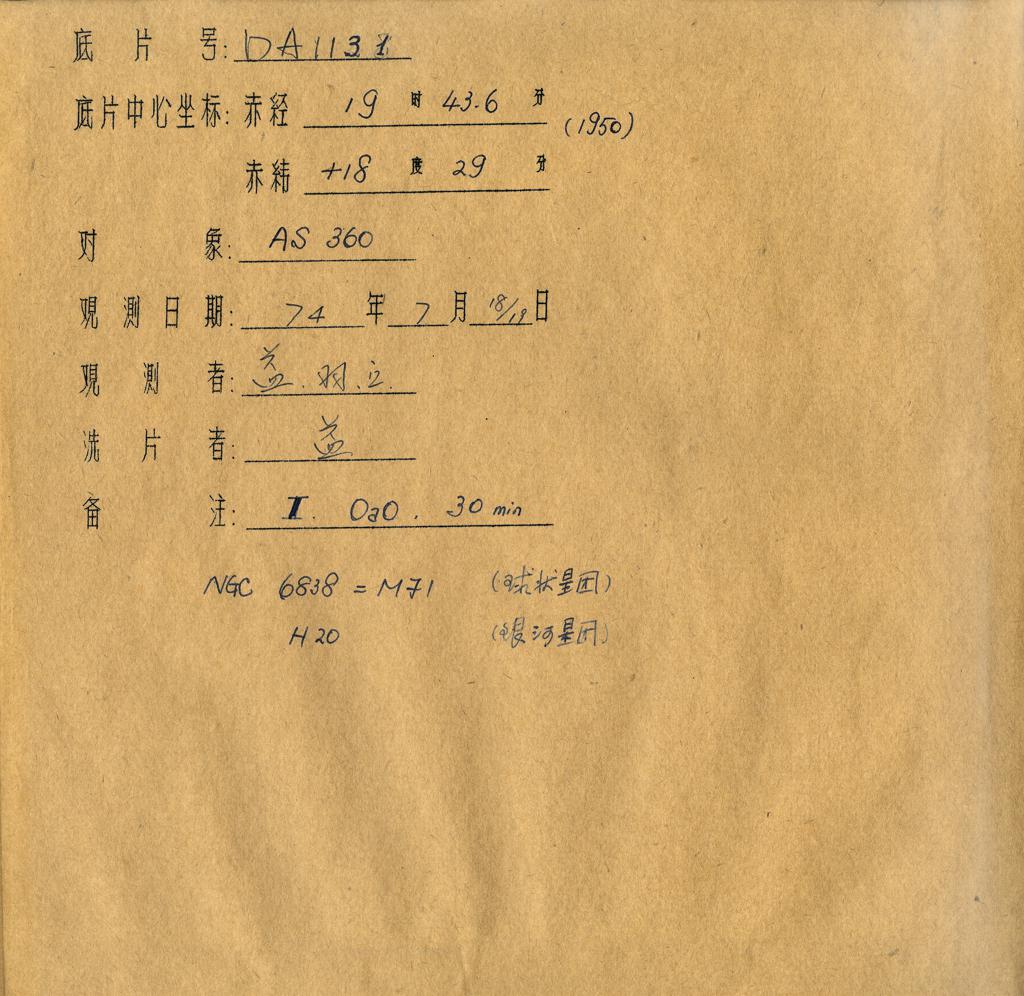 底片号: DA1131
底片中心坐标: 赤经 19 时 43.6 分 (1950)
赤纬 +18 度 29 分
对象: AS 360
观测日期: 74 年 7 月 18/19 日
观测者: 益.羽.立.
洗片者: 益
备注: I. OaO. 30 min
NGC 6838 = M71 (球状星团)
H 20 (银河星团)